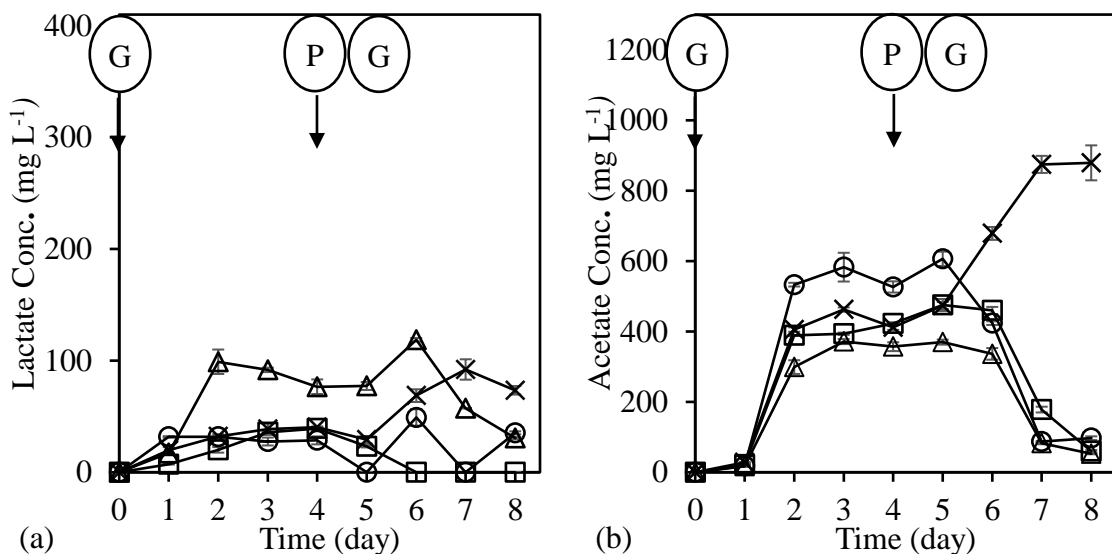 400
300
200
100
0
Lactate Conc. (mg L-1)
G
P
G
0 1 2 3 4 5 6 7 8
Time (day)
(a)
1200
1000
800
600
400
200
0
Acetate Conc. (mg L-1)
G
P
G
0 1 2 3 4 5 6 7 8
Time (day)
(b)